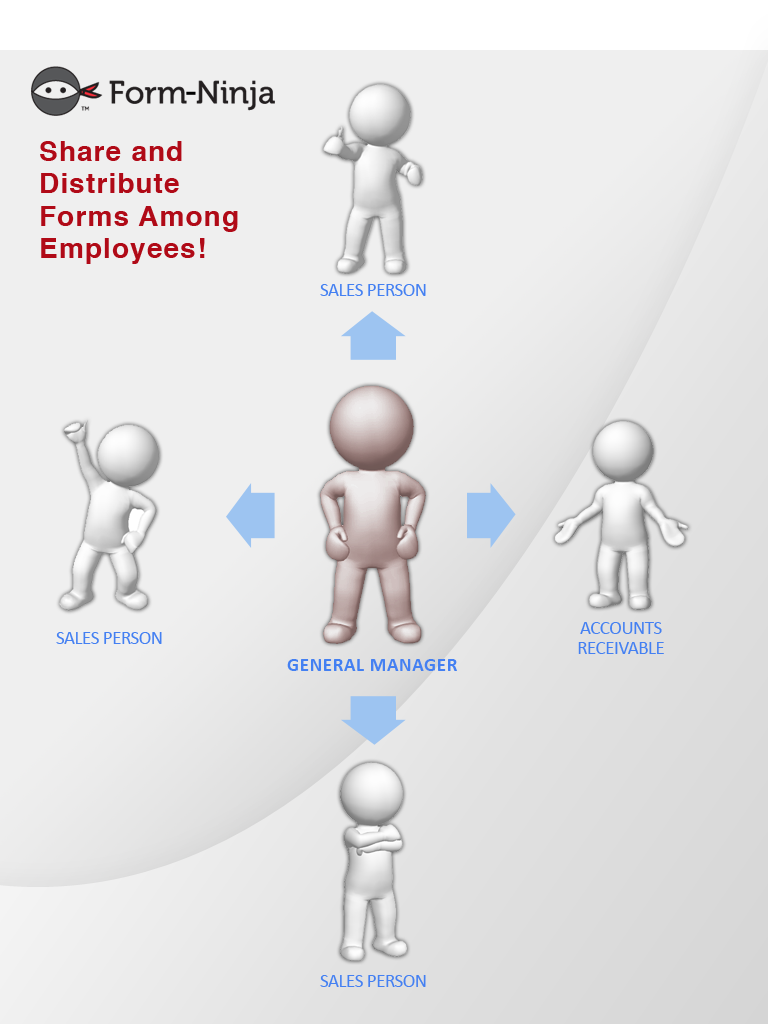 Form-Ninja
TM
Share and
Distribute
Forms Among
Employees!
SALES PERSON
SALES PERSON
GENERAL MANAGER
ACCOUNTS
RECEIVABLE
SALES PERSON